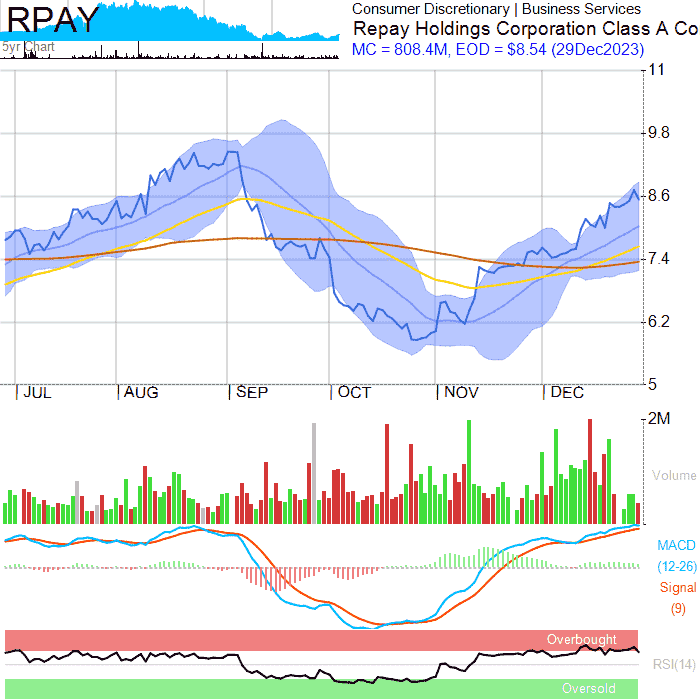 RPAY
5yr Chart
Consumer Discretionary | Business Services
Repay Holdings Corporation Class A Co
MC = 808.4M, EOD = $8.54 (29Dec2023)
11
9.8
8.6
7.4
6.2
5
JUL
AUG
SEP
OCT
NOV
DEC
2M
Volume
MACD
(12-26)
Signal
(9)
Overbought
RSI(14)
Oversold